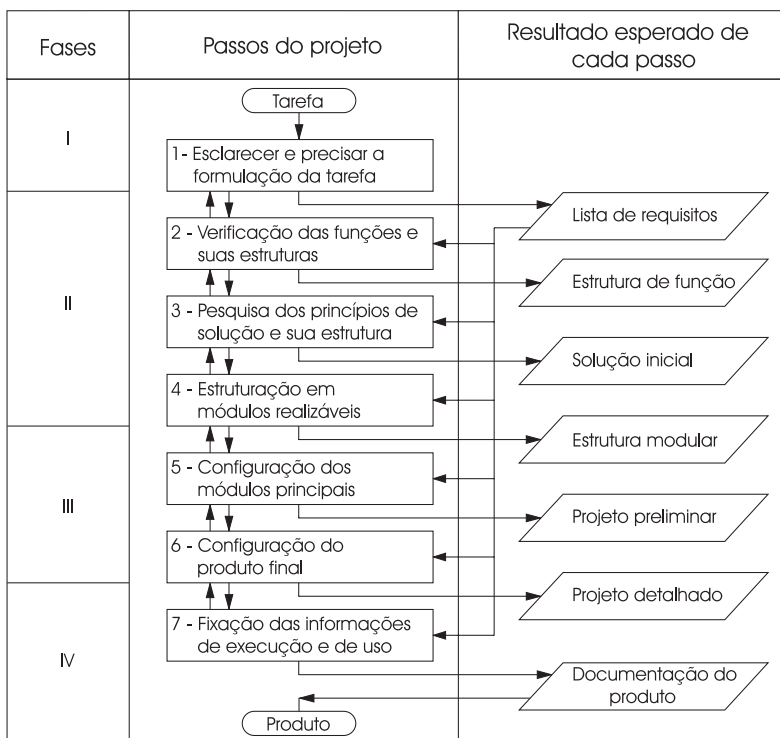 Fases
Passos do projeto
Resultado esperado de
cada passo
I
Tarefa
1 - Esclarecer e precisar a
formulação da tarefa
Lista de requisitos
II
2 - Verificação das funções e
suas estruturas
Estrutura de função
3 - Pesquisa dos princípios de
solução e sua estrutura
Solução inicial
4 - Estruturação em
módulos realizáveis
Estrutura modular
III
5 - Configuração dos
módulos principais
Projeto preliminar
6 - Configuração do
produto final
Projeto detalhado
IV
7 - Fixação das informações
de execução e de uso
Documentação do
produto
Produto